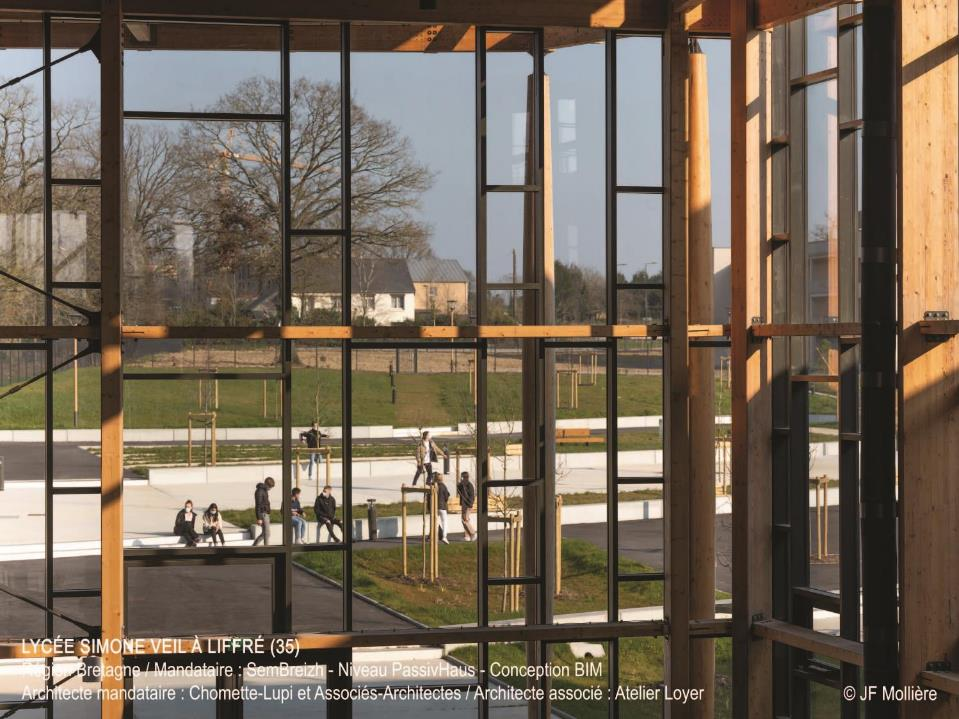 LYCÉE SIMONE VEIL À LIFFRÉ (35)
Région Bretagne / Mandataire : SemBreizh - Niveau PassivHaus - Conception BIM
Architecte mandataire : Chomette-Lupi et Associés-Architectes / Architecte associé : Atelier Loyer
© JF Mollière